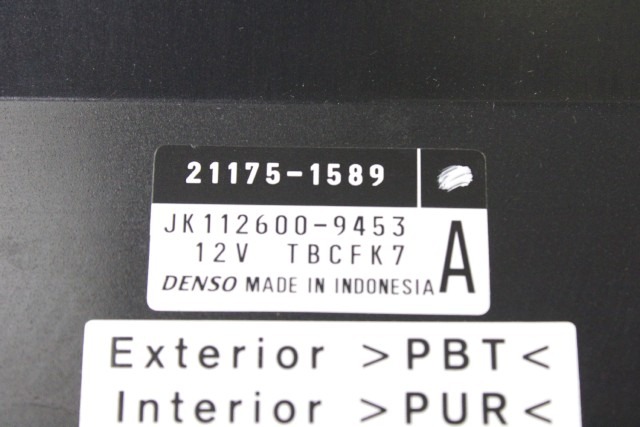 21175-1589
JK112600-9453
12V TBCFK7
A
DENSO MADE IN INDONESIA
Exterior >PBT<
Interior >PUR<